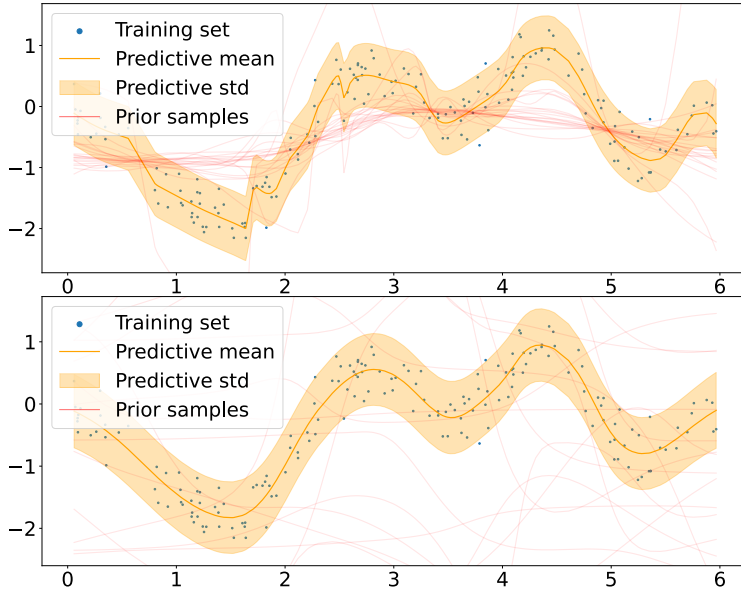 1
0
−1
−2
Training set
Predictive mean
Predictive std
Prior samples
0 1 2 3 4 5 6
1
0
−1
−2
Training set
Predictive mean
Predictive std
Prior samples
0 1 2 3 4 5 6